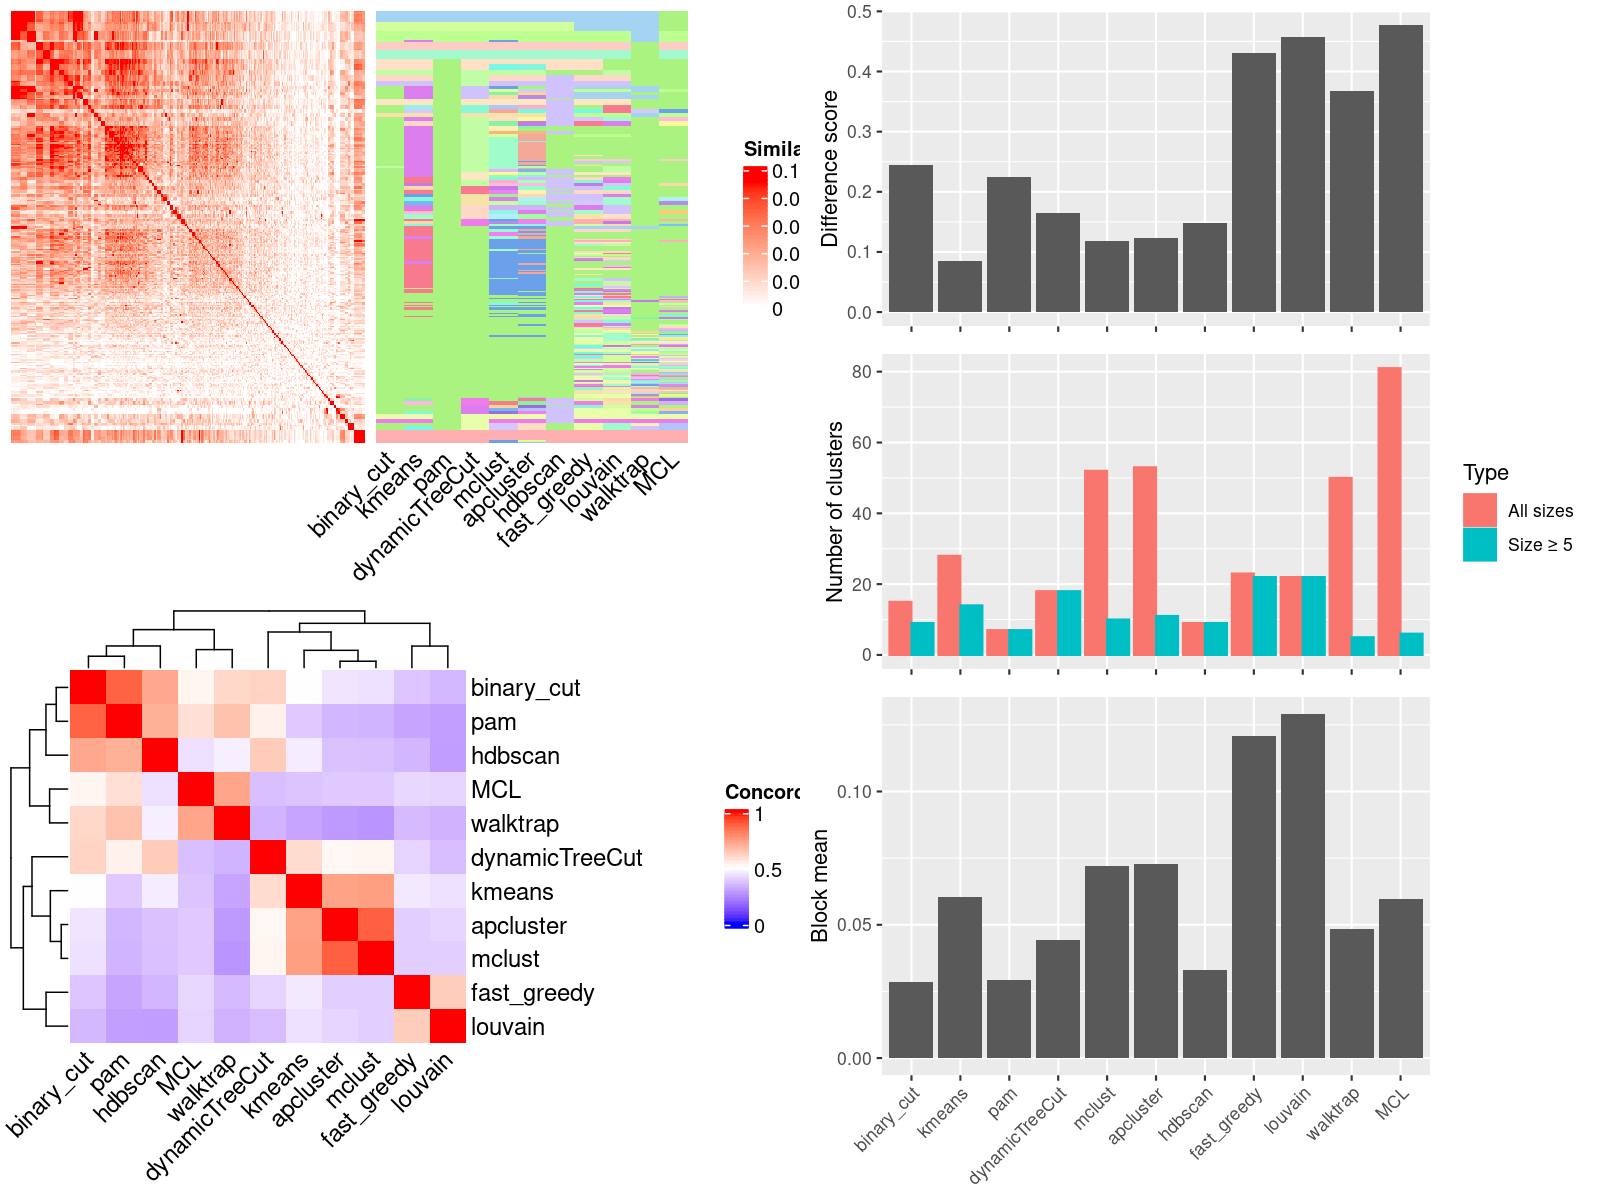 Simila
0.1
0.0
0.0
0.0
0.0
0
binary_cut
kmeans
pam
dynamicTreeCut
mclust
apcluster
hdbscan
fast_greedy
louvain
walktrap
MCL
binary_cut
pam
hdbscan
MCL
walktrap
dynamicTreeCut
kmeans
apcluster
mclust
fast_greedy
louvain
binary_cut
pam
hdbscan
MCL
walktrap
dynamicTreeCut
kmeans
apcluster
mclust
fast_greedy
louvain
Concord
1
0.5
0
Difference score
0.5
0.4
0.3
0.2
0.1
0.0
Number of clusters
80
60
40
20
0
Type
All sizes
Size ≥ 5
Block mean
0.10
0.05
0.00
binary_cut
kmeans
pam
dynamicTreeCut
mclust
apcluster
hdbscan
fast_greedy
louvain
walktrap
MCL